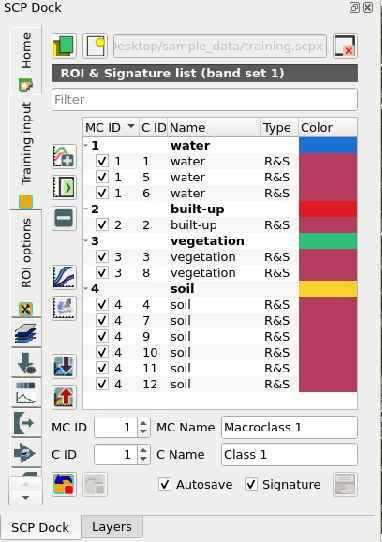 SCP Dock
Home
Training input
ROI options
Desktop/sample_data/training.scpx
ROI & Signature list (band set 1)
Filter
MC ID C ID Name Type Color
1 water
1 1 water R&S
1 5 water R&S
1 6 water R&S
2 built-up
2 2 built-up R&S
3 vegetation
3 3 vegetation R&S
3 8 vegetation R&S
4 soil
4 4 soil R&S
4 7 soil R&S
4 9 soil R&S
4 10 soil R&S
4 11 soil R&S
4 12 soil R&S
MC ID 1 MC Name Macroclass 1
C ID 1 C Name Class 1
Autosave Signature
SCP Dock Layers